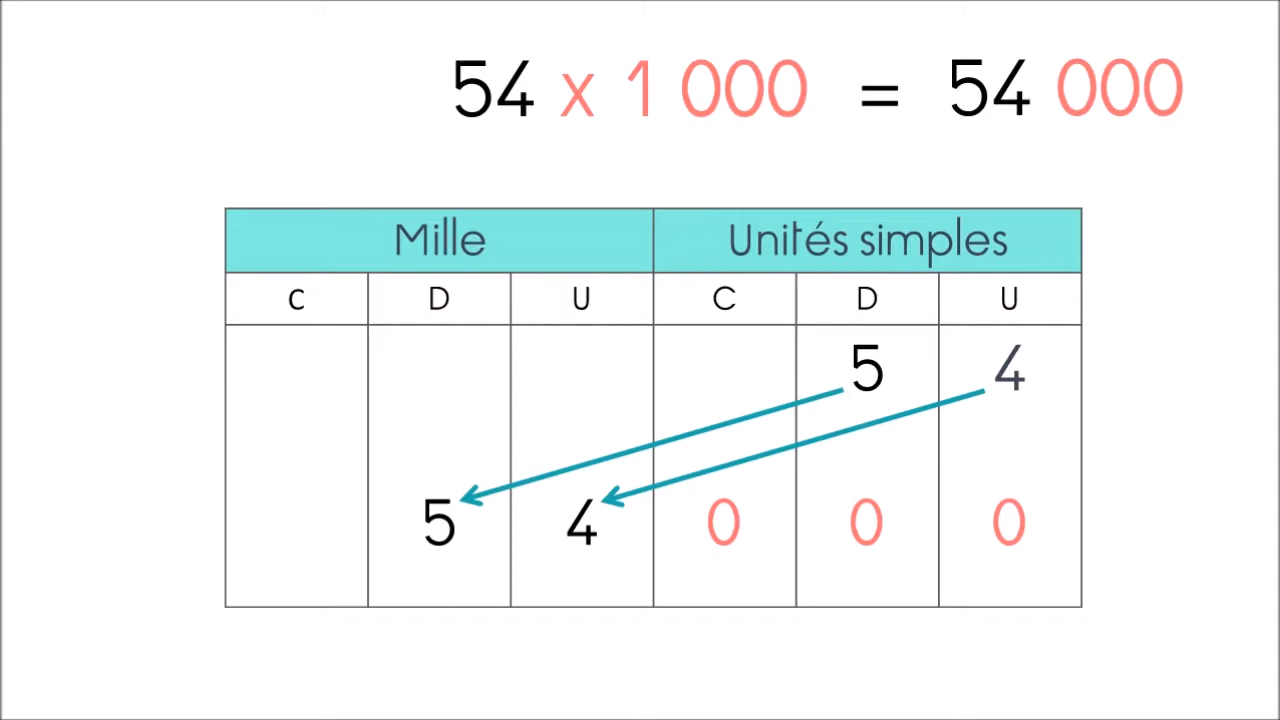 54 x 1 000 = 54 000
Mille Unités simples
c D U C D U
5 4
5 4 0 0 0